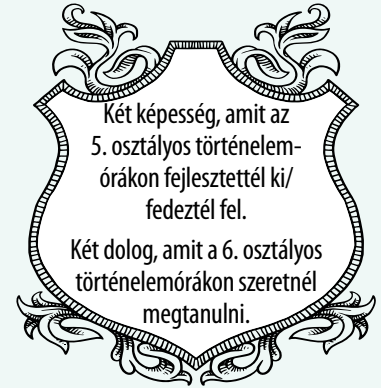 Két képesség, amit az
5. osztályos történelem-
órákon fejlesztettél ki/
fedeztél fel.
Két dolog, amit a 6. osztályos
történelemórákon szeretnél
megtanulni.